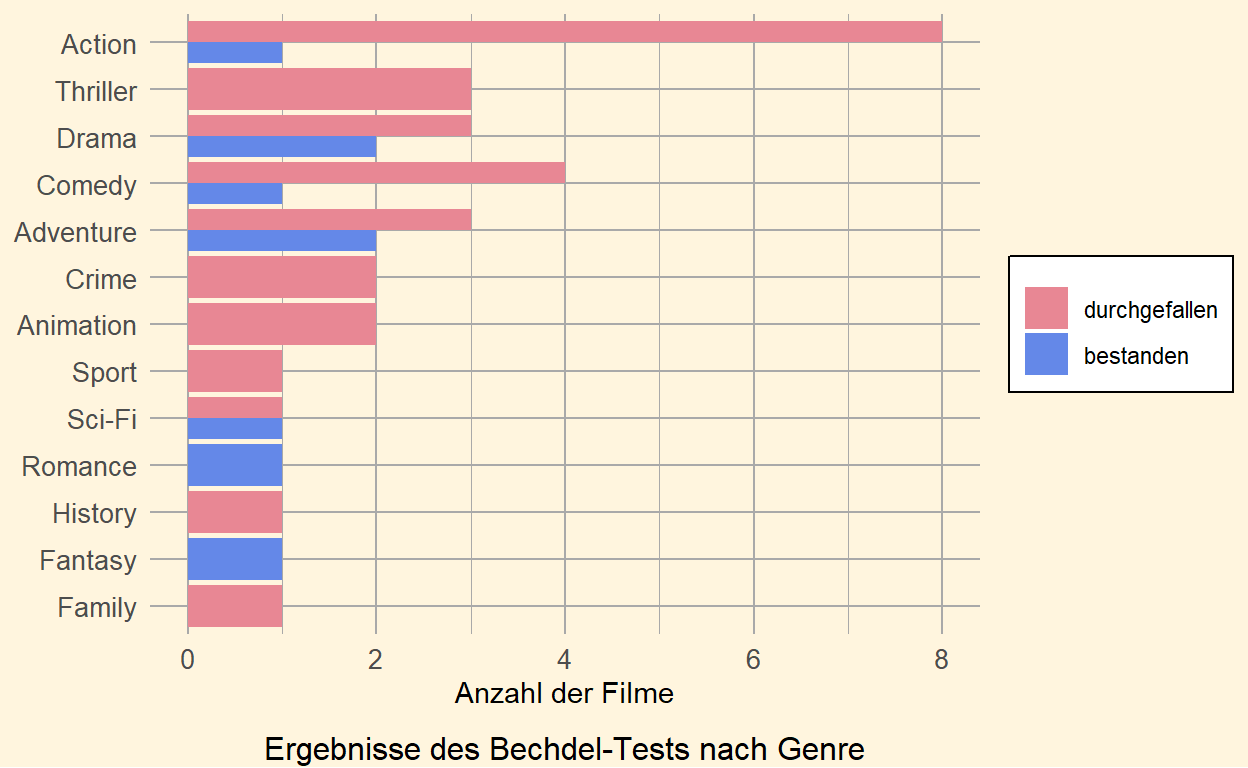 Action
Thriller
Drama
Comedy
Adventure
Crime
Animation
Sport
Sci-Fi
Romance
History
Fantasy
Family
durchgefallen
bestanden
0 2 4 6 8
Anzahl der Filme
Ergebnisse des Bechdel-Tests nach Genre